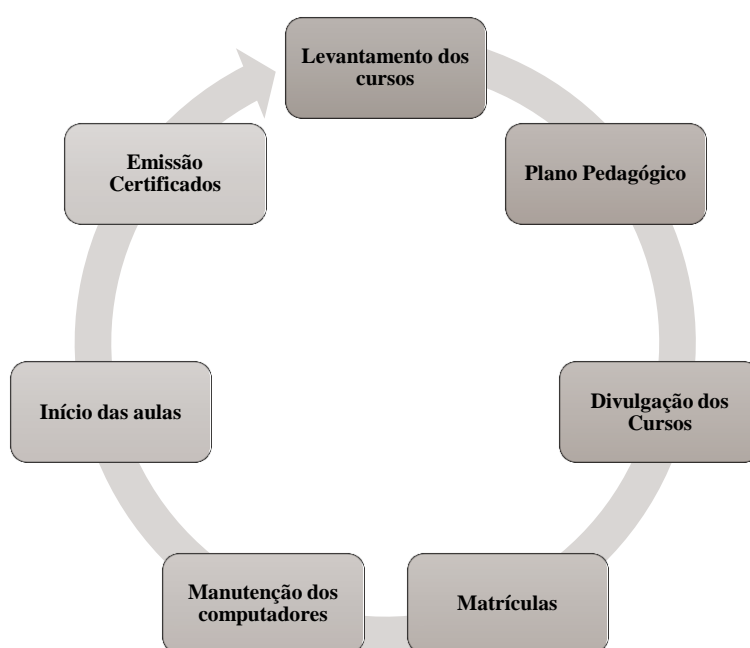 Levantamento dos
cursos
Plano Pedagógico
Divulgação dos
Cursos
Matrículas
Manutenção dos
computadores
Início das aulas
Emissão
Certificados